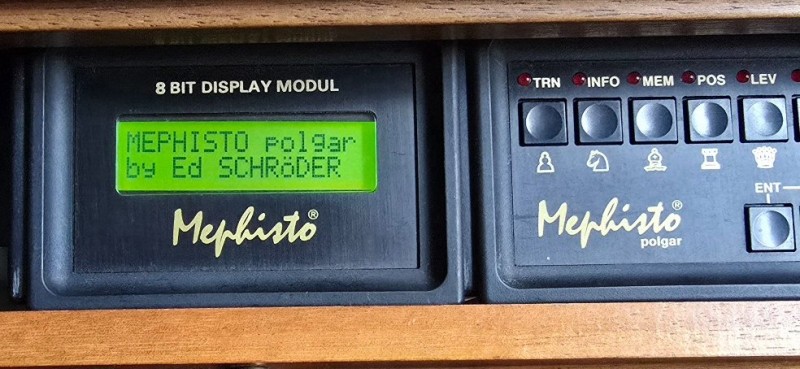 8 BIT DISPLAY MODUL
MEPHISTO polgar
by Ed SCHRöDER
Mephisto®
TRN INFO MEM POS LEV
ENT
Mephisto®
polgar